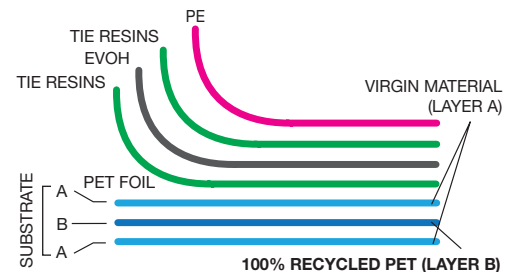 PE
TIE RESINS
EVOH
TIE RESINS
VIRGIN MATERIAL
(LAYER A)
PET FOIL
SUBSTRATE
A
B
A
100% RECYCLED PET (LAYER B)